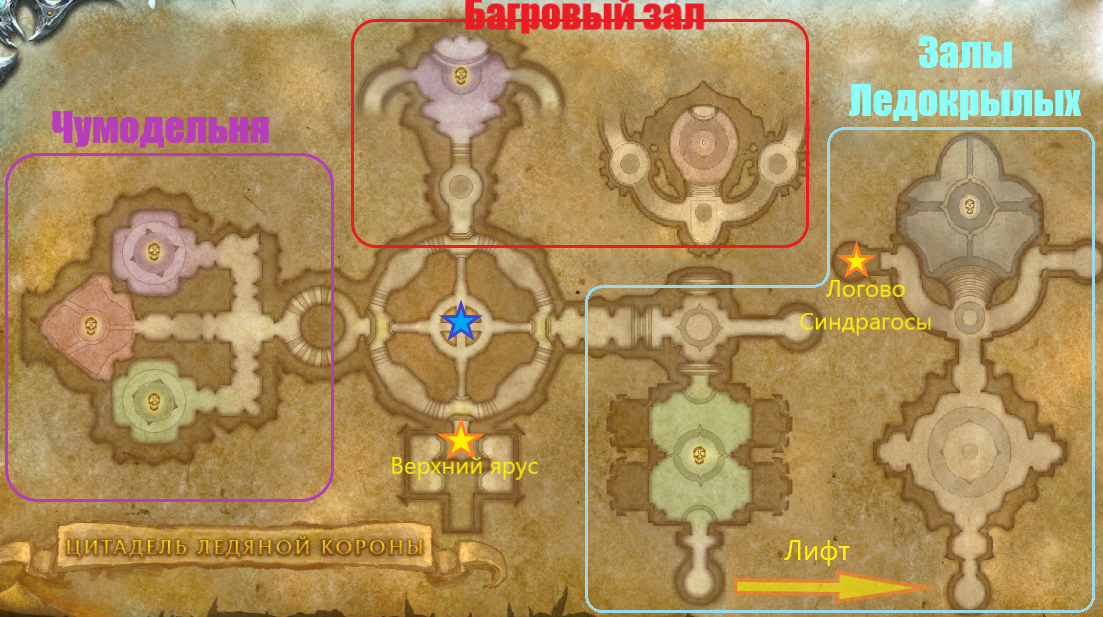 Багровый зал
Залы
Ледокрылых
Чумодельня
Логово
Синдрагосы
Верхний ярус
ЦИТАДЕЛЬ ЛЕДЯНОЙ КОРОНЫ
Лифт